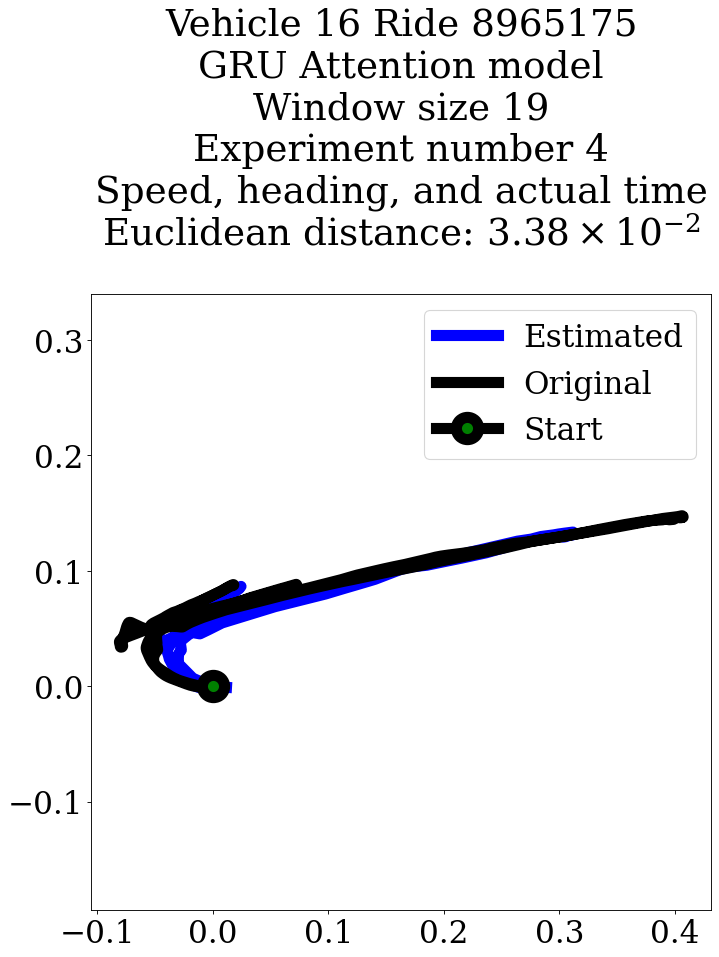 Vehicle 16 Ride 8965175
GRU Attention model
Window size 19
Experiment number 4
Speed, heading, and actual time
Euclidean distance: 3.38 × 10⁻²
Estimated
Original
Start
0.3
0.2
0.1
0.0
−0.1
−0.1 0.0 0.1 0.2 0.3 0.4